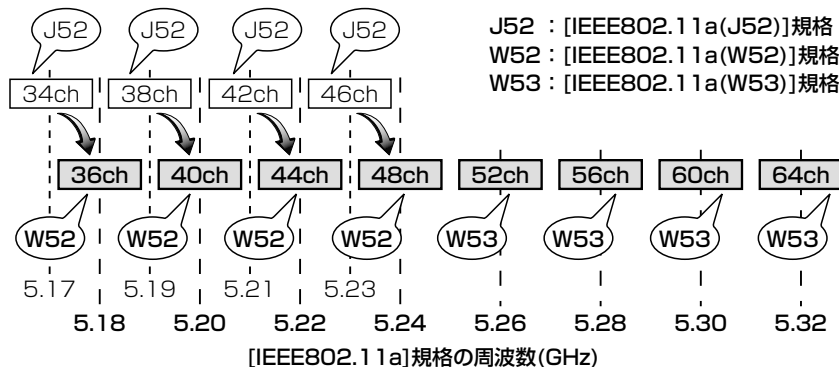 J52 J52 J52 J52
J52 : [IEEE802.11a(J52)]規格
W52 : [IEEE802.11a(W52)]規格
W53 : [IEEE802.11a(W53)]規格
34ch 38ch 42ch 46ch
36ch 40ch 44ch 48ch 52ch 56ch 60ch 64ch
W52 W52 W52 W52 W53 W53 W53 W53
5.17 5.19 5.21 5.23
5.18 5.20 5.22 5.24 5.26 5.28 5.30 5.32
[IEEE802.11a]規格の周波数(GHz)